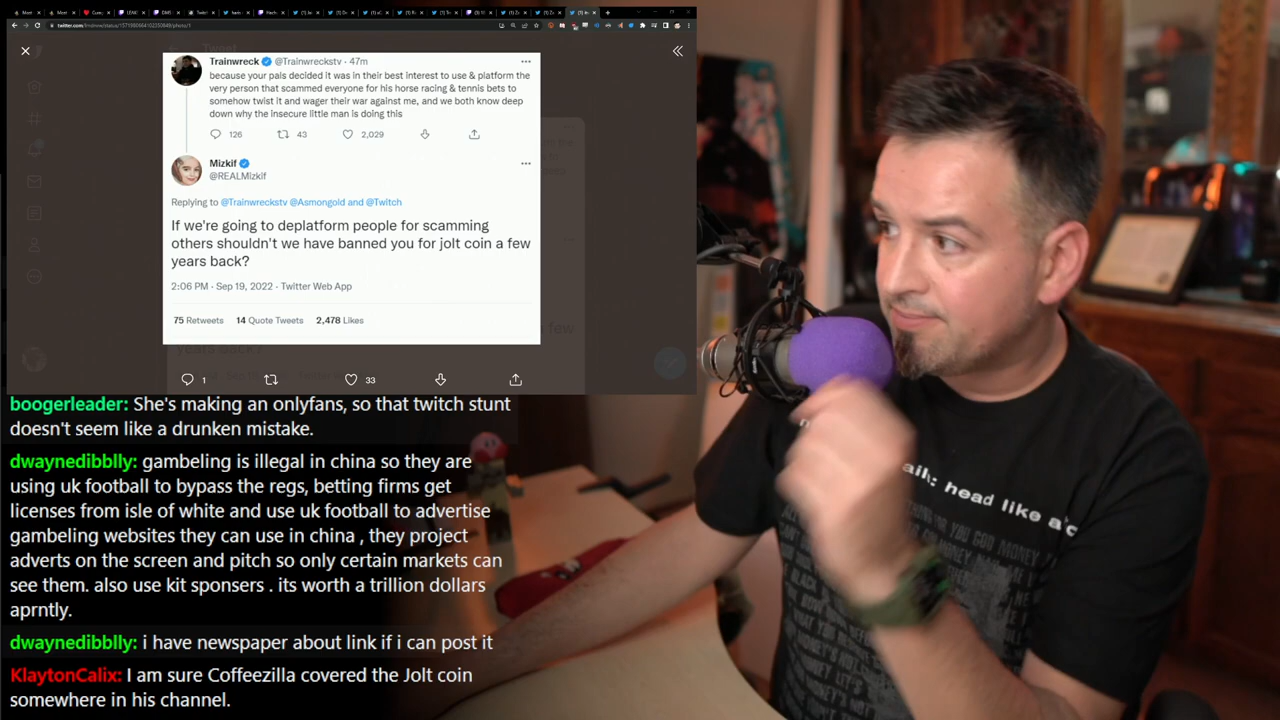 twitter.com/
Trainwreck @Trainwreckstv · 47m
because your pals decided it was in their best interest to use & platform the
very person that scammed everyone for his horse racing & tennis bets to
somehow twist it and wager their war against me, and we both know deep
down why the insecure little man is doing this
126 43 2,029
Mizkif
@REALMizkif
Replying to @Trainwreckstv @Asmongold and @Twitch
If we're going to deplatform people for scamming
others shouldn't we have banned you for jolt coin a few
years back?
2:06 PM · Sep 19, 2022 · Twitter Web App
75 Retweets 14 Quote Tweets 2,478 Likes
1 33
boogerleader: She's making an onlyfans, so that twitch stunt
doesn't seem like a drunken mistake.
dwaynedibblly: gambeling is illegal in china so they are
using uk football to bypass the regs, betting firms get
licenses from isle of white and use uk football to advertise
gambeling websites they can use in china , they project
adverts on the screen and pitch so only certain markets can
see them. also use kit sponsers . its worth a trillion dollars
aprntly.
dwaynedibblly: i have newspaper about link if i can post it
KlaytonCalix: I am sure Coffeezilla covered the Jolt coin
somewhere in his channel.
head like a